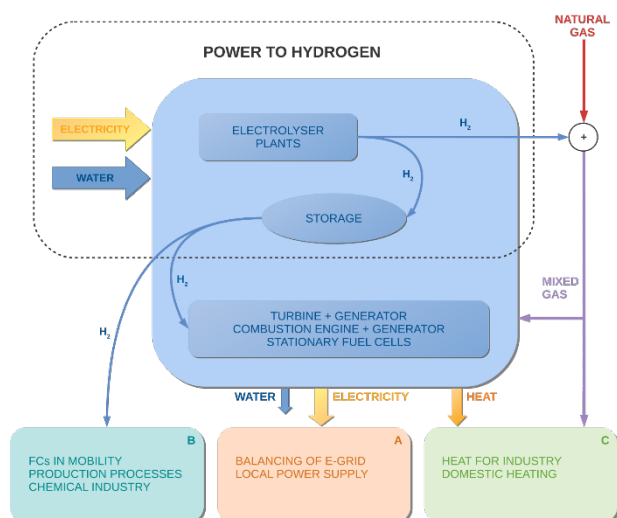 NATURAL
GAS
POWER TO HYDROGEN
ELECTRICITY
ELECTROLYSER
PLANTS
H2
+
WATER
H2
STORAGE
H2
MIXED
GAS
H2
TURBINE + GENERATOR
COMBUSTION ENGINE + GENERATOR
STATIONARY FUEL CELLS
WATER
ELECTRICITY
HEAT
B
FCs IN MOBILITY
PRODUCTION PROCESSES
CHEMICAL INDUSTRY
A
BALANCING OF E-GRID
LOCAL POWER SUPPLY
C
HEAT FOR INDUSTRY
DOMESTIC HEATING